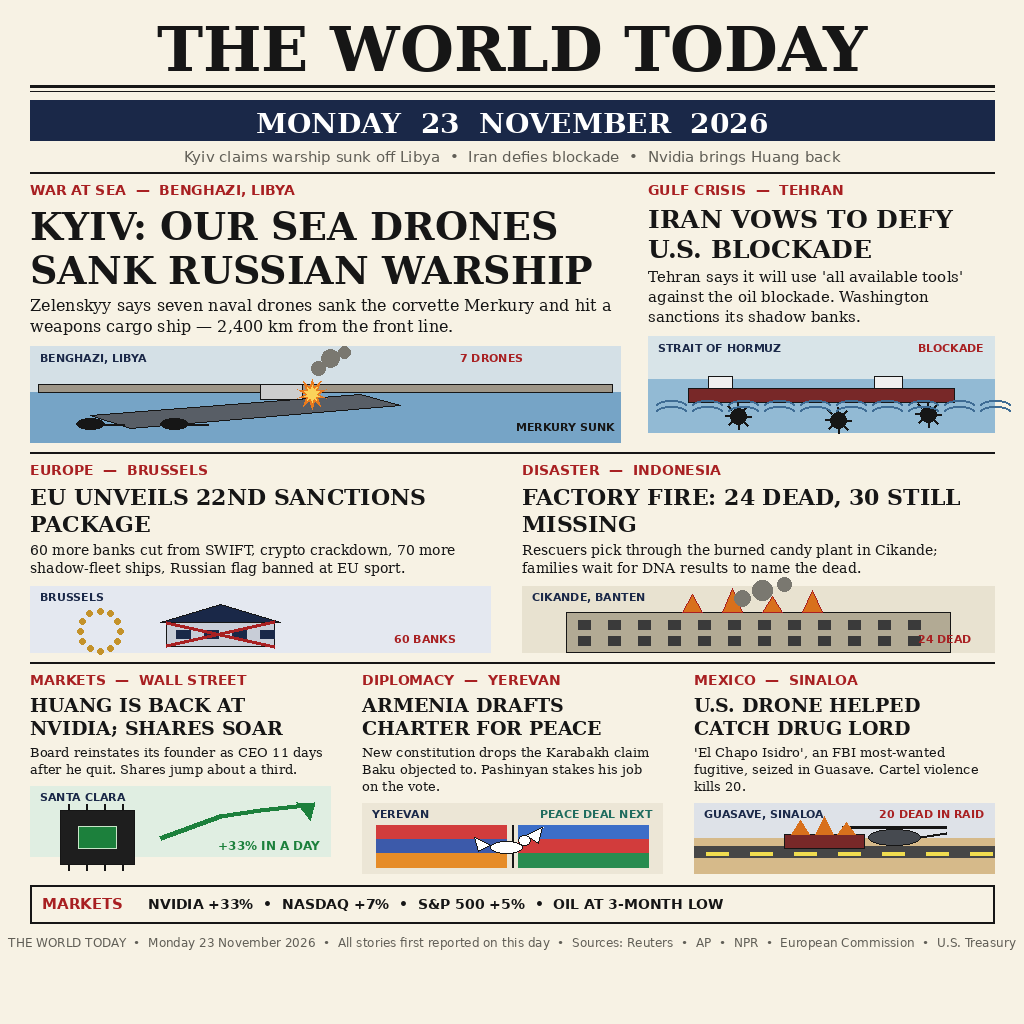 THE WORLD TODAY
MONDAY 23 NOVEMBER 2026
Kyiv claims warship sunk off Libya • Iran defies blockade • Nvidia brings Huang back
WAR AT SEA — BENGHAZI, LIBYA
KYIV: OUR SEA DRONES
SANK RUSSIAN WARSHIP
Zelenskyy says seven naval drones sank the corvette Merkury and hit a
weapons cargo ship — 2,400 km from the front line.
BENGHAZI, LIBYA
7 DRONES
MERKURY SUNK
GULF CRISIS — TEHRAN
IRAN VOWS TO DEFY
U.S. BLOCKADE
Tehran says it will use 'all available tools'
against the oil blockade. Washington
sanctions its shadow banks.
STRAIT OF HORMUZ
BLOCKADE
EUROPE — BRUSSELS
EU UNVEILS 22ND SANCTIONS
PACKAGE
60 more banks cut from SWIFT, crypto crackdown, 70 more
shadow-fleet ships, Russian flag banned at EU sport.
BRUSSELS
60 BANKS
DISASTER — INDONESIA
FACTORY FIRE: 24 DEAD, 30 STILL
MISSING
Rescuers pick through the burned candy plant in Cikande;
families wait for DNA results to name the dead.
CIKANDE, BANTEN
24 DEAD
MARKETS — WALL STREET
HUANG IS BACK AT
NVIDIA; SHARES SOAR
Board reinstates its founder as CEO 11 days
after he quit. Shares jump about a third.
SANTA CLARA
+33% IN A DAY
DIPLOMACY — YEREVAN
ARMENIA DRAFTS
CHARTER FOR PEACE
New constitution drops the Karabakh claim
Baku objected to. Pashinyan stakes his job
on the vote.
YEREVAN
PEACE DEAL NEXT
MEXICO — SINALOA
U.S. DRONE HELPED
CATCH DRUG LORD
'El Chapo Isidro', an FBI most-wanted
fugitive, seized in Guasave. Cartel violence
kills 20.
GUASAVE, SINALOA
20 DEAD IN RAID
MARKETS NVIDIA +33% • NASDAQ +7% • S&P 500 +5% • OIL AT 3-MONTH LOW
THE WORLD TODAY • Monday 23 November 2026 • All stories first reported on this day • Sources: Reuters • AP • NPR • European Commission • U.S. Treasury